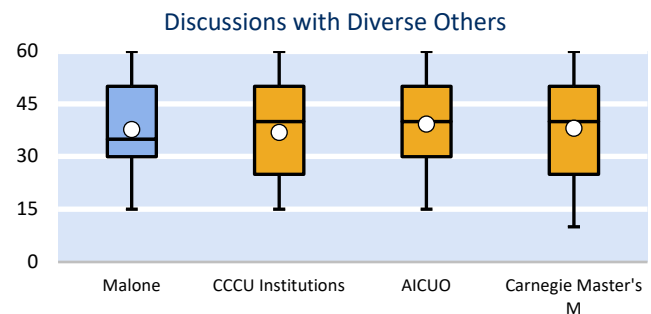 Discussions with Diverse Others
60
45
30
15
0
Malone
CCCU Institutions
AICUO
Carnegie Master's
M